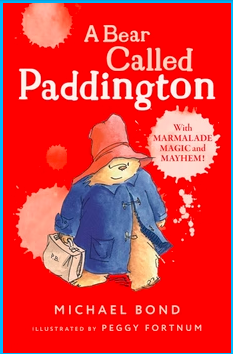 A Bear
Called
Paddington
With
MARMALADE
MAGIC and
MAYHEM!
P.B.
MICHAEL BOND
ILLUSTRATED BY PEGGY FORTNUM